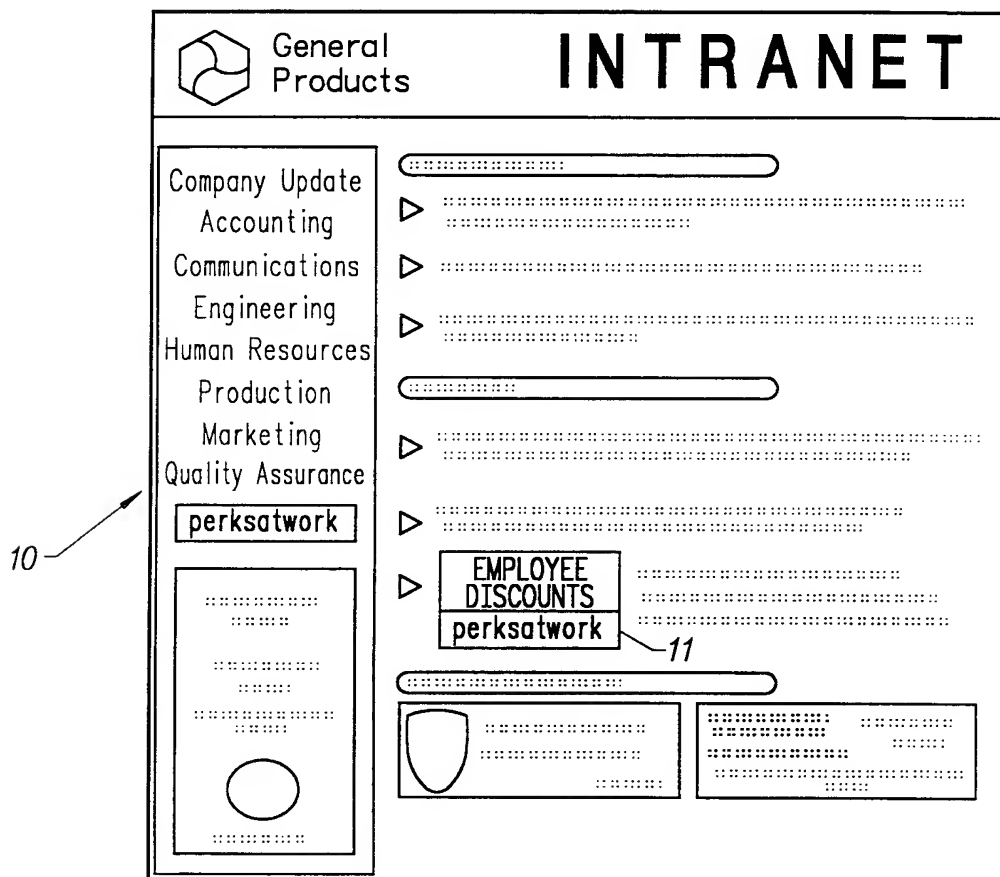 General
Products
INTRANET
Company Update
Accounting
Communications
Engineering
Human Resources
Production
Marketing
Quality Assurance
perksatwork
10
EMPLOYEE
DISCOUNTS
perksatwork
11